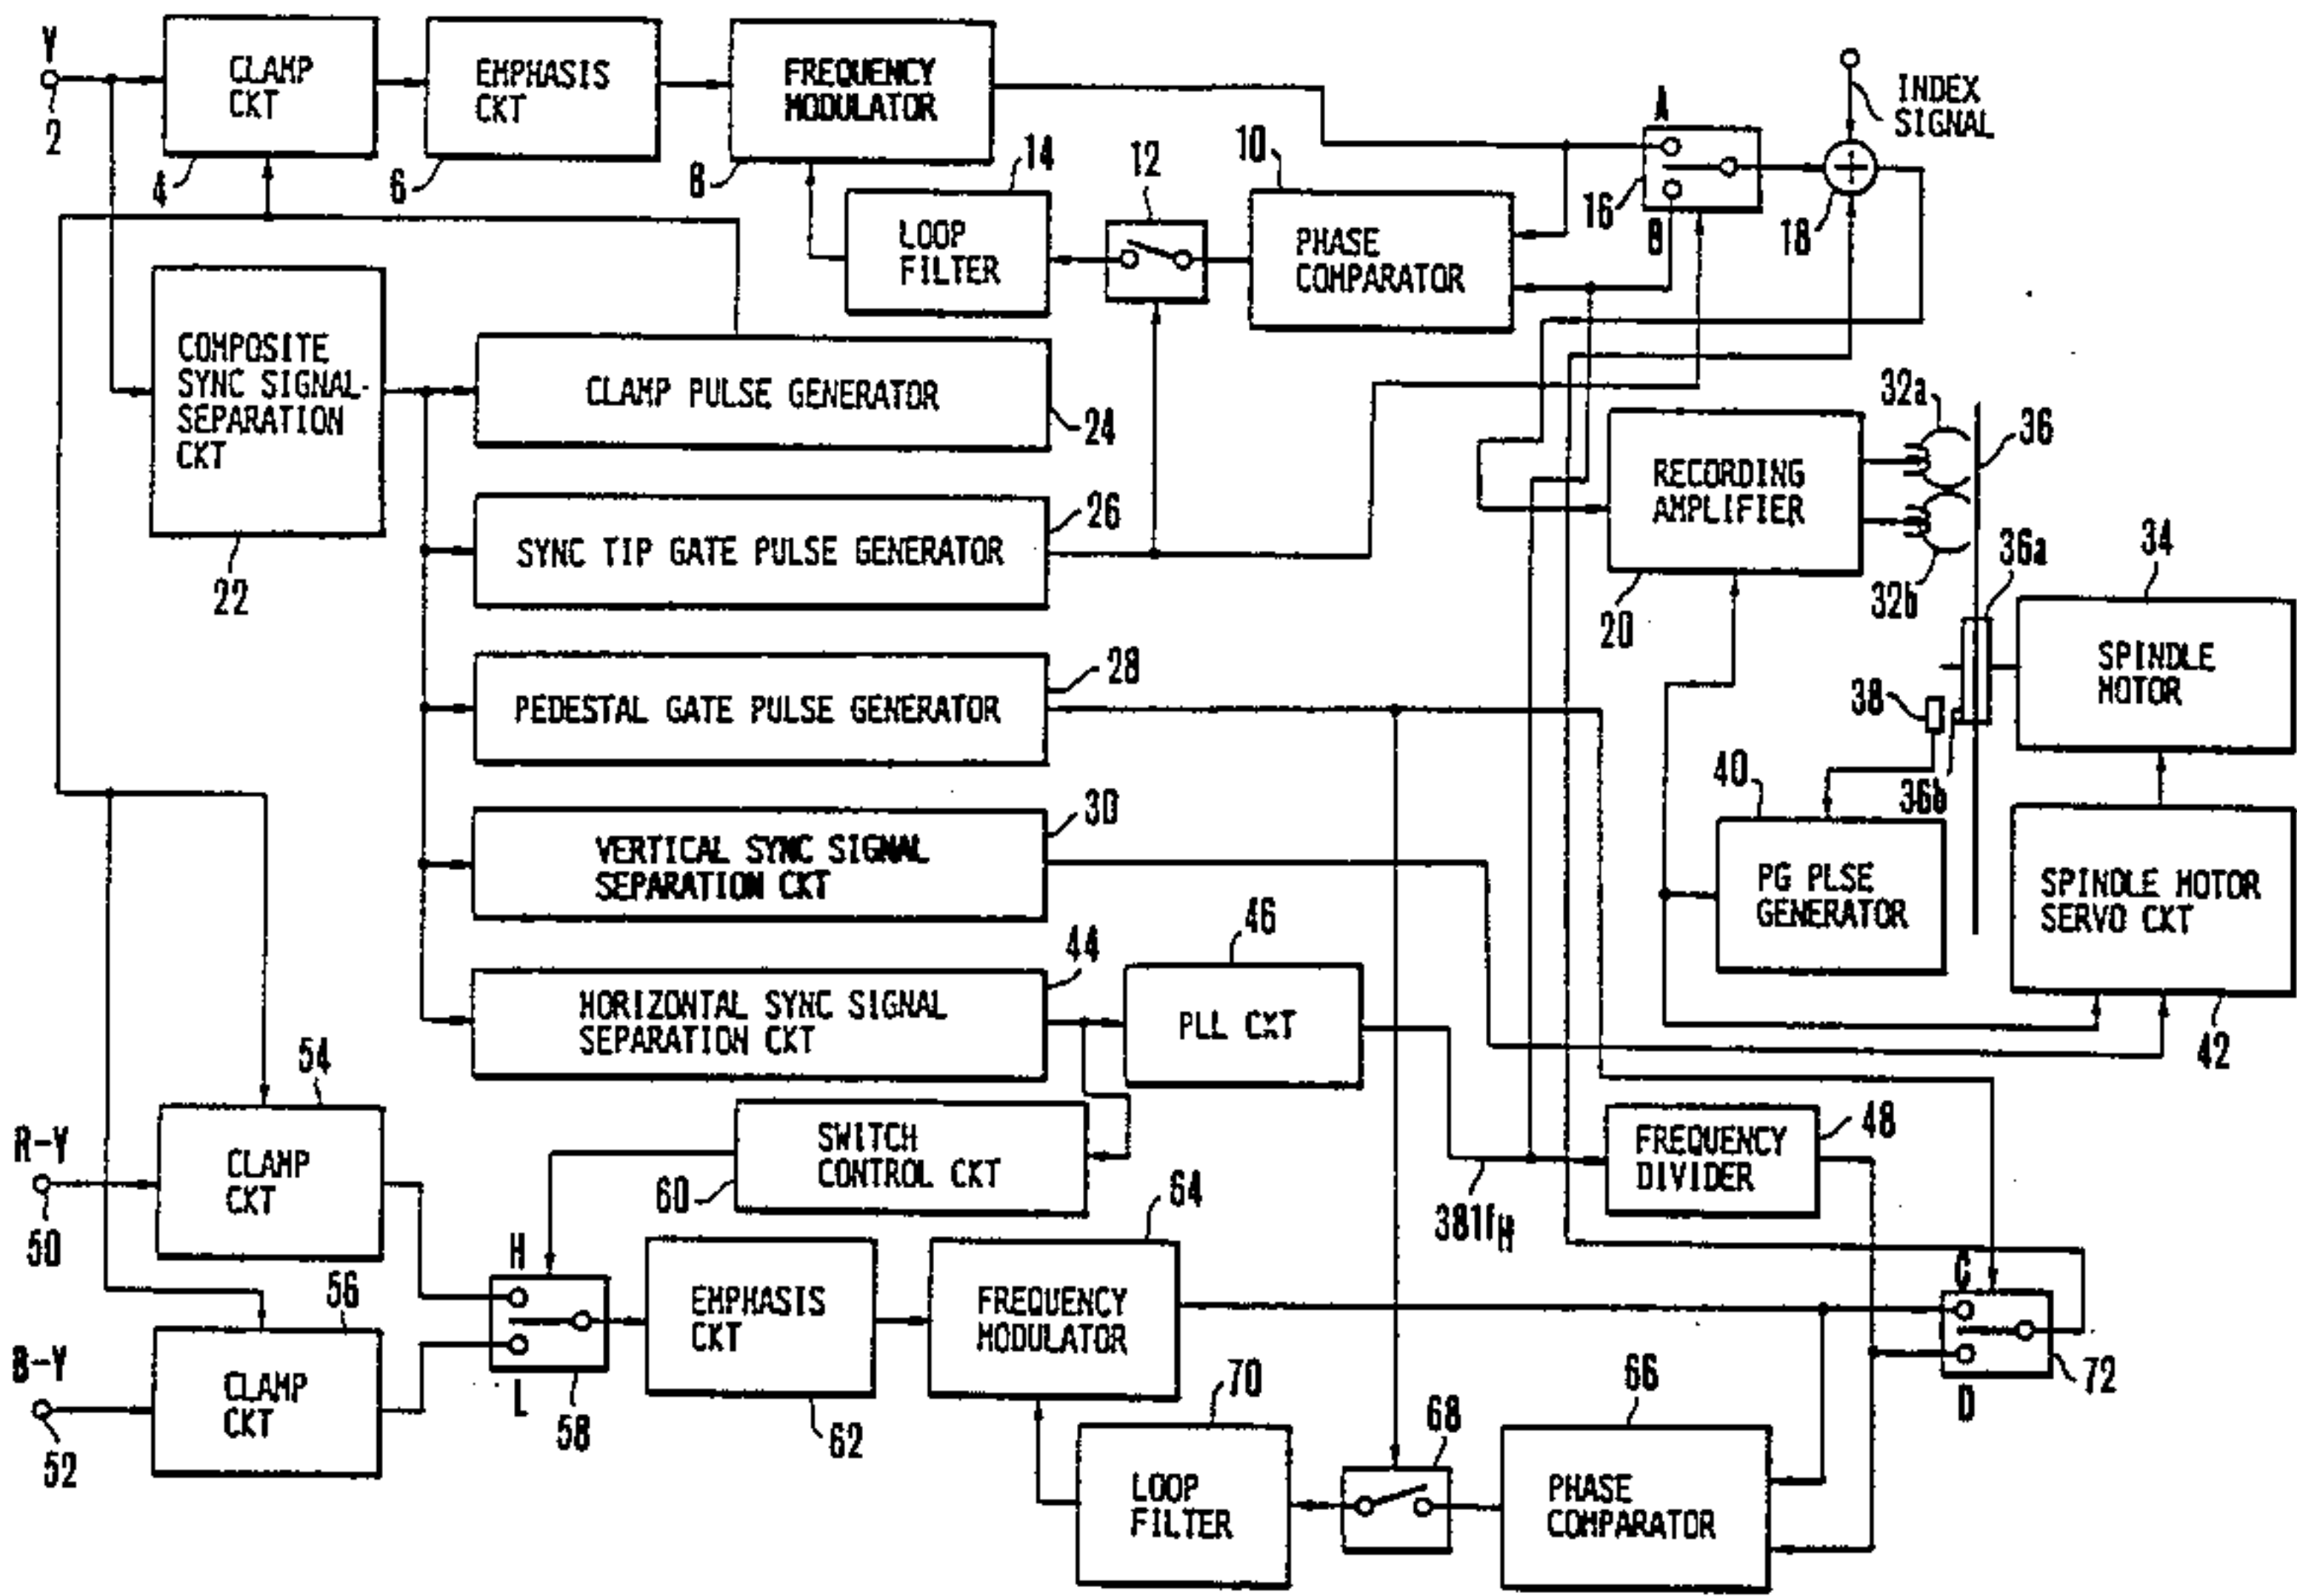 Y
2
CLAMP
CKT
4
EMPHASIS
CKT
6
FREQUENCY
MODULATOR
8
14
LOOP
FILTER
12
10
PHASE
COMPARATOR
A
16
B
INDEX
SIGNAL
18
COMPOSITE
SYNC SIGNAL-
SEPARATION
CKT
22
CLAMP PULSE GENERATOR
24
SYNC TIP GATE PULSE GENERATOR
26
PEDESTAL GATE PULSE GENERATOR
28
VERTICAL SYNC SIGNAL
SEPARATION CKT
30
HORIZONTAL SYNC SIGNAL
SEPARATION CKT
44
RECORDING
AMPLIFIER
20
32a
32b
36
36a
34
SPINDLE
MOTOR
38
36b
40
PG PLSE
GENERATOR
SPINDLE MOTOR
SERVO CKT
42
46
PLL CKT
381fH
FREQUENCY
DIVIDER
48
R-Y
50
54
CLAMP
CKT
B-Y
52
56
CLAMP
CKT
SWITCH
CONTROL CKT
60
H
L
58
EMPHASIS
CKT
62
64
FREQUENCY
MODULATOR
70
LOOP
FILTER
68
66
PHASE
COMPARATOR
C
D
72